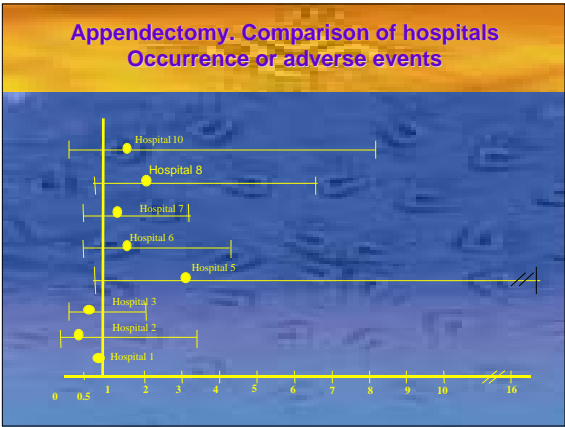 Appendectomy. Comparison of hospitals
Occurrence or adverse events
Hospital 10
Hospital 8
Hospital 7
Hospital 6
Hospital 5
Hospital 3
Hospital 2
Hospital 1
0 0.5 1 2 3 4 5 6 7 8 9 10 16